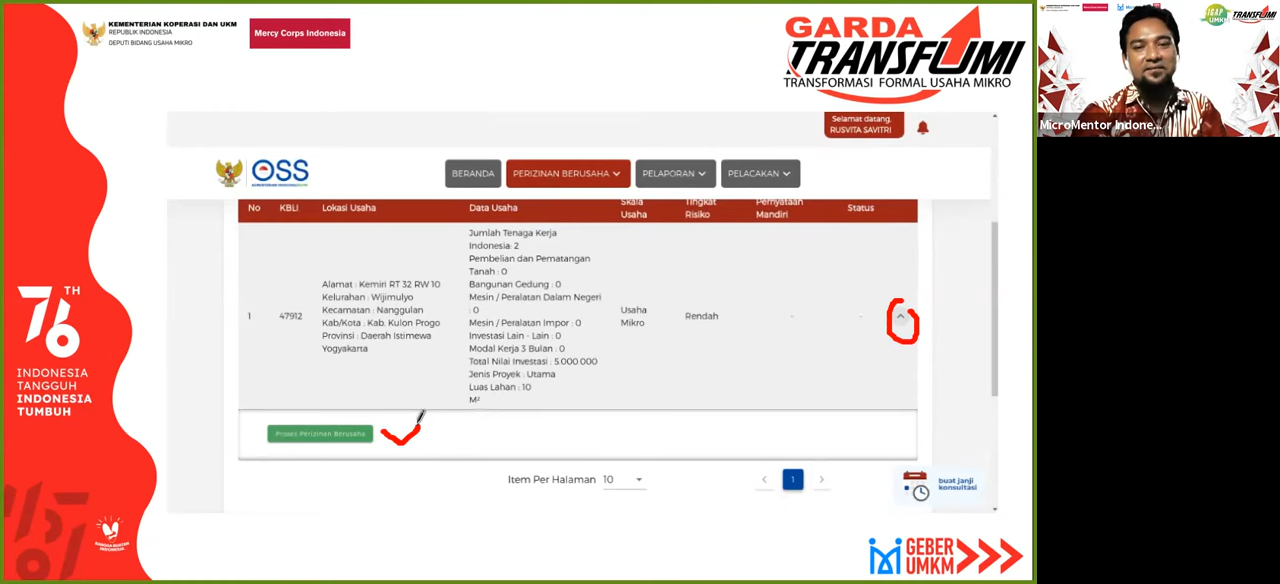 KEMENTERIAN KOPERASI DAN UKM
REPUBLIK INDONESIA
DEPUTI BIDANG USAHA MIKRO
Mercy Corps Indonesia
GARDA
TRANSFUMI
TRANSFORMASI FORMAL USAHA MIKRO
TRANSFUMI
MicroMentor Indone...
Selamat datang,
RUSVITA SAVITRI
OSS
BERANDA
PERIZINAN BERUSAHA
PELAPORAN
PELACAKAN
No
KBLI
Lokasi Usaha
Data Usaha
Skala
Usaha
Tingkat
Risiko
Pernyataan
Mandiri
Status
1
47912
Alamat : Kemiri RT 32 RW 10
Kelurahan : Wijimulyo
Kecamatan : Nanggulan
Kab/Kota : Kab. Kulon Progo
Provinsi : Daerah Istimewa
Yogyakarta
Jumlah Tenaga Kerja
Indonesia: 2
Pembelian dan Pematangan
Tanah : 0
Bangunan Gedung : 0
Mesin / Peralatan Dalam Negeri
: 0
Mesin / Peralatan Impor : 0
Investasi Lain - Lain : 0
Modal Kerja 3 Bulan : 0
Total Nilai Investasi : 5.000.000
Jenis Proyek : Utama
Luas Lahan : 10
M²
Usaha
Mikro
Rendah
-
-
Proses Perizinan Berusaha
Item Per Halaman 10
1
buat janji
konsultasi
76 TH
INDONESIA
TANGGUH
INDONESIA
TUMBUH
GEBER
UMKM